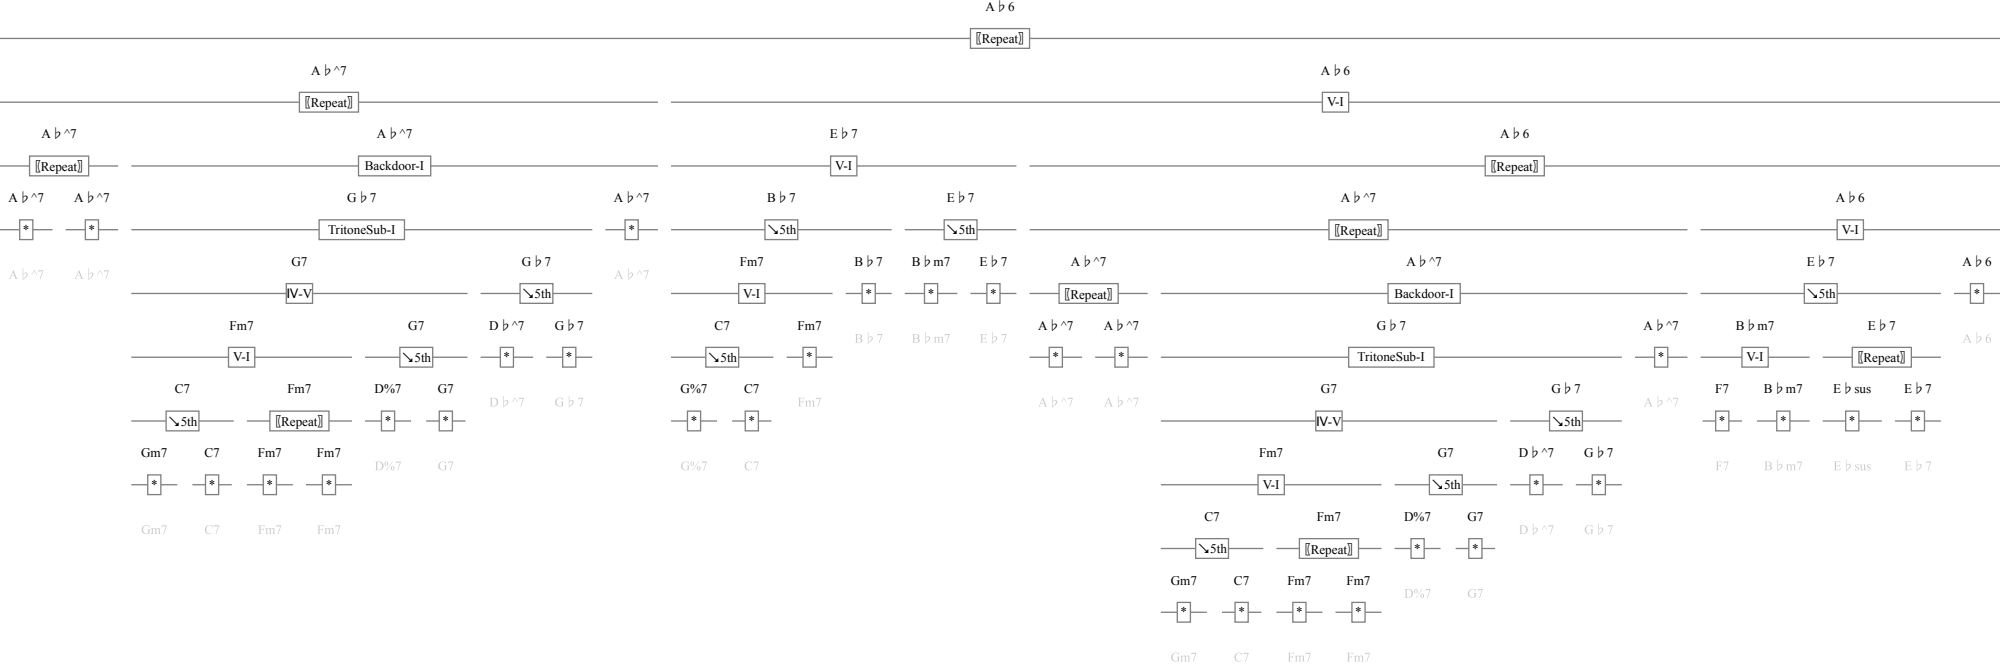 A♭6
⟦Repeat⟧
A♭^7 A♭6
⟦Repeat⟧ V-I
A♭^7 A♭^7 E♭7 A♭6
⟦Repeat⟧ Backdoor-I V-I ⟦Repeat⟧
A♭^7 A♭^7 G♭7 A♭^7 B♭7 E♭7 A♭^7 A♭6
* * TritoneSub-I * ↘5th ↘5th ⟦Repeat⟧ V-I
G7 G♭7 Fm7 B♭7 B♭m7 E♭7 A♭^7 A♭^7 E♭7 A♭6
A♭^7 A♭^7 A♭^7
Ⅳ-Ⅴ ↘5th V-I * * * ⟦Repeat⟧ Backdoor-I ↘5th *
Fm7 G7 D♭^7 G♭7 C7 Fm7 A♭^7 A♭^7 G♭7 A♭^7 B♭m7 E♭7
B♭7 B♭m7 E♭7 A♭6
V-I ↘5th * * ↘5th * * * TritoneSub-I * V-I ⟦Repeat⟧
C7 Fm7 D%7 G7 G%7 C7 G7 G♭7 F7 B♭m7 E♭sus E♭7
D♭^7 G♭7 Fm7 A♭^7 A♭^7 A♭^7
↘5th ⟦Repeat⟧ * * * * Ⅳ-Ⅴ ↘5th * * * *
Gm7 C7 Fm7 Fm7 Fm7 G7 D♭^7 G♭7
D%7 G7 G%7 C7 F7 B♭m7 E♭sus E♭7
* * * * V-I ↘5th * *
C7 Fm7 D%7 G7
Gm7 C7 Fm7 Fm7 D♭^7 G♭7
↘5th ⟦Repeat⟧ * *
Gm7 C7 Fm7 Fm7
D%7 G7
* * * *
Gm7 C7 Fm7 Fm7